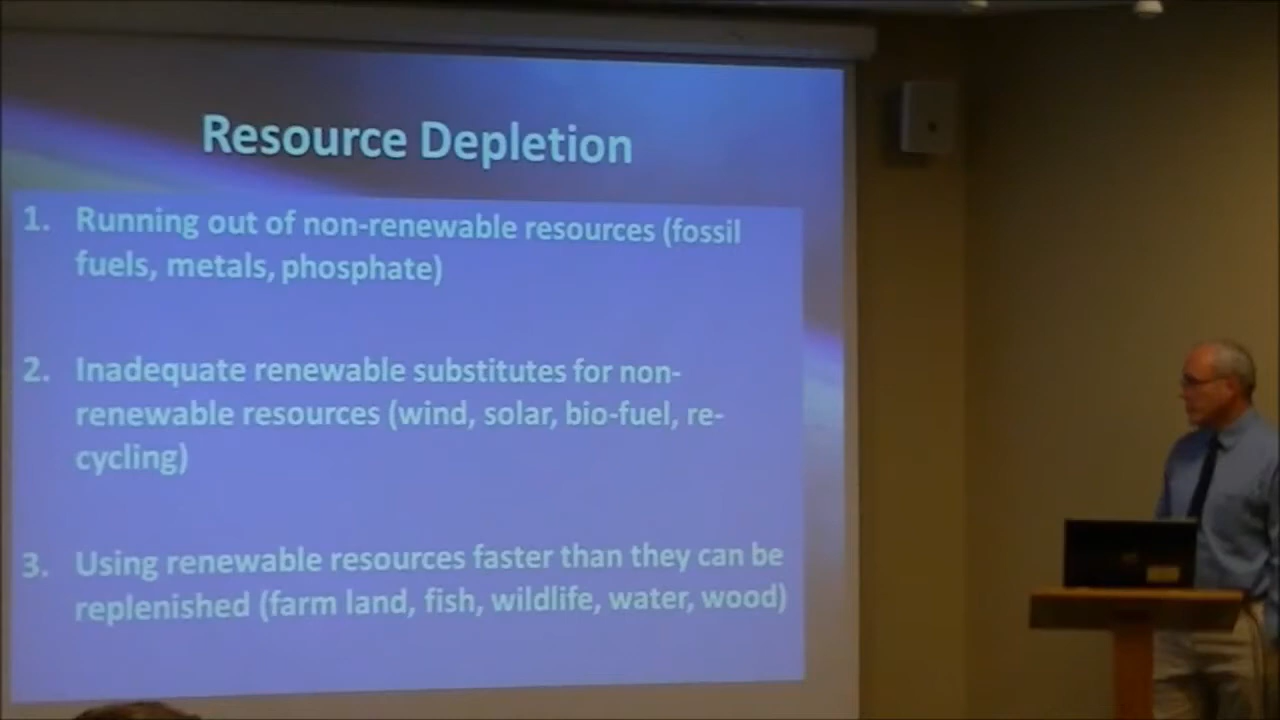 Resource Depletion
1. Running out of non-renewable resources (fossil
fuels, metals, phosphate)
2. Inadequate renewable substitutes for non-
renewable resources (wind, solar, bio-fuel, re-
cycling)
3. Using renewable resources faster than they can be
replenished (farm land, fish, wildlife, water, wood)